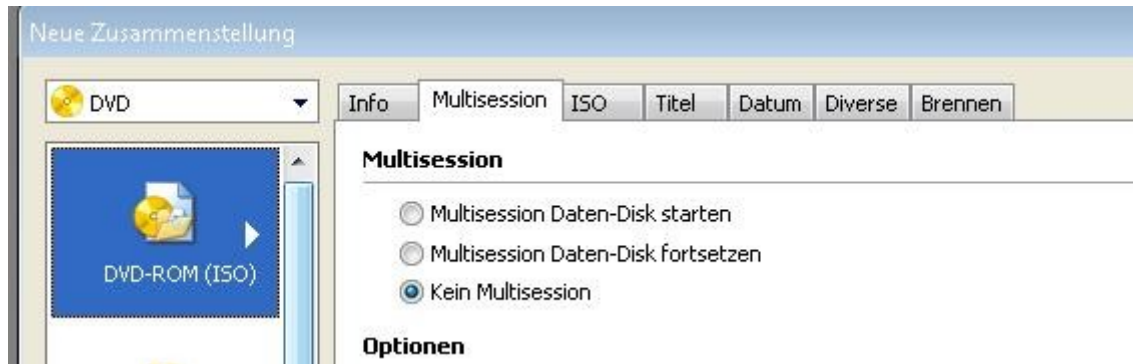 Neue Zusammenstellung
DVD
Info Multisession ISO Titel Datum Diverse Brennen
Multisession
Multisession Daten-Disk starten
Multisession Daten-Disk fortsetzen
Kein Multisession
DVD-ROM (ISO)
Optionen